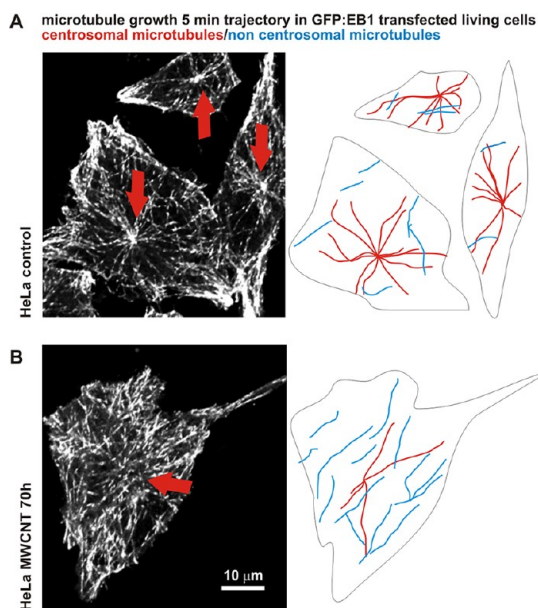 A
microtubule growth 5 min trajectory in GFP:EB1 transfected living cells
centrosomal microtubules/non centrosomal microtubules
HeLa control
B
HeLa MWCNT 70h
10 µm